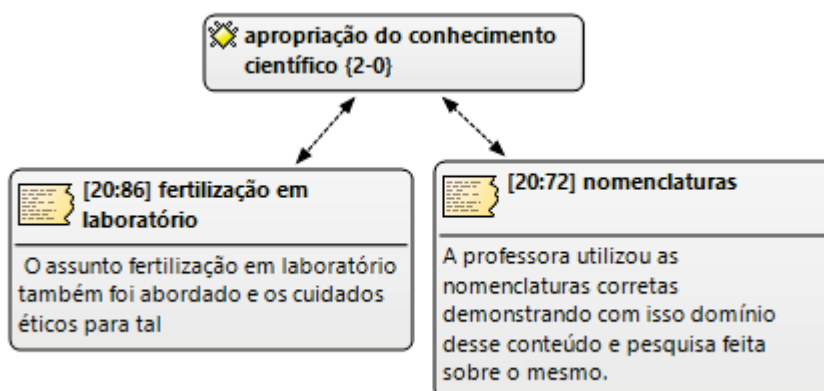 apropriação do conhecimento
científico {2-0}
[20:86] fertilização em
laboratório
O assunto fertilização em laboratório
também foi abordado e os cuidados
éticos para tal
[20:72] nomenclaturas
A professora utilizou as
nomenclaturas corretas
demonstrando com isso domínio
desse conteúdo e pesquisa feita
sobre o mesmo.